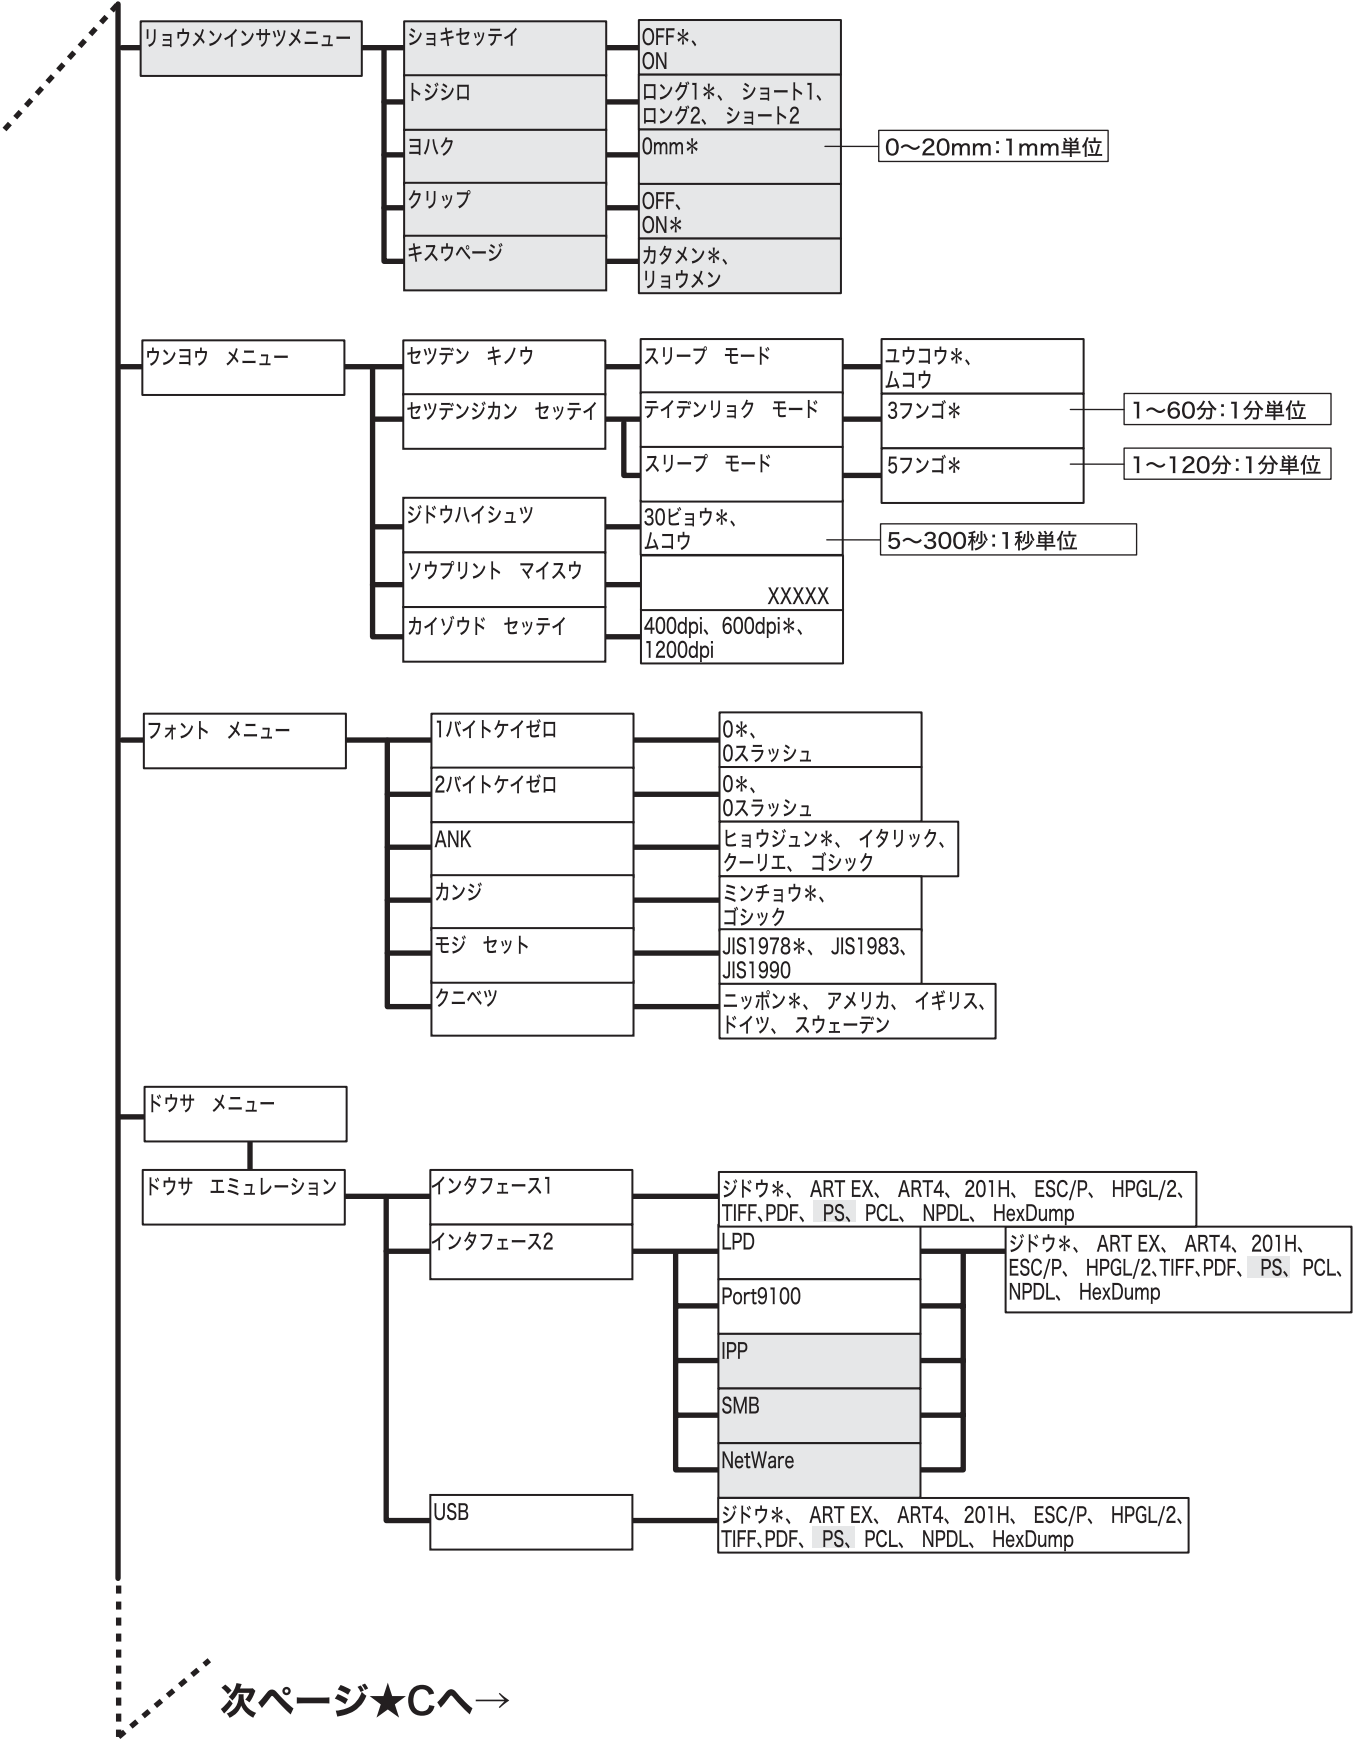 リョウメンインサツメニュー
ショキセッテイ
OFF＊、
ON
トジシロ
ロング1＊、 ショート1、
ロング2、 ショート2
ヨハク
0mm＊
0〜20mm：1mm単位
クリップ
OFF、
ON＊
キスウページ
カタメン＊、
リョウメン
ウンヨウ　メニュー
セツデン　キノウ
スリープ　モード
ユウコウ＊、
ムコウ
セツデンジカン　セッテイ
テイデンリョク　モード
3フンゴ＊
1〜60分：1分単位
スリープ　モード
5フンゴ＊
1〜120分：1分単位
ジドウハイシュツ
30ビョウ＊、
ムコウ
5〜300秒：1秒単位
ソウプリント　マイスウ
XXXXX
カイゾウド　セッテイ
400dpi、600dpi＊、
1200dpi
フォント　メニュー
1バイトケイゼロ
0＊、
0スラッシュ
2バイトケイゼロ
0＊、
0スラッシュ
ANK
ヒョウジュン＊、 イタリック、
クーリエ、 ゴシック
カンジ
ミンチョウ＊、
ゴシック
モジ　セット
JIS1978＊、 JIS1983、
JIS1990
クニベツ
ニッポン＊、 アメリカ、 イギリス、
ドイツ、 スウェーデン
ドウサ　メニュー
ドウサ　エミュレーション
インタフェース1
ジドウ＊、 ART EX、 ART4、 201H、 ESC/P、 HPGL/2、
TIFF、PDF、 PS、 PCL、 NPDL、 HexDump
インタフェース2
LPD
ジドウ＊、 ART EX、 ART4、 201H、
ESC/P、 HPGL/2、TIFF、PDF、 PS、 PCL、
NPDL、 HexDump
Port9100
IPP
SMB
NetWare
USB
ジドウ＊、 ART EX、 ART4、 201H、 ESC/P、 HPGL/2、
TIFF、PDF、 PS、 PCL、 NPDL、 HexDump
次ページ★Cへ→